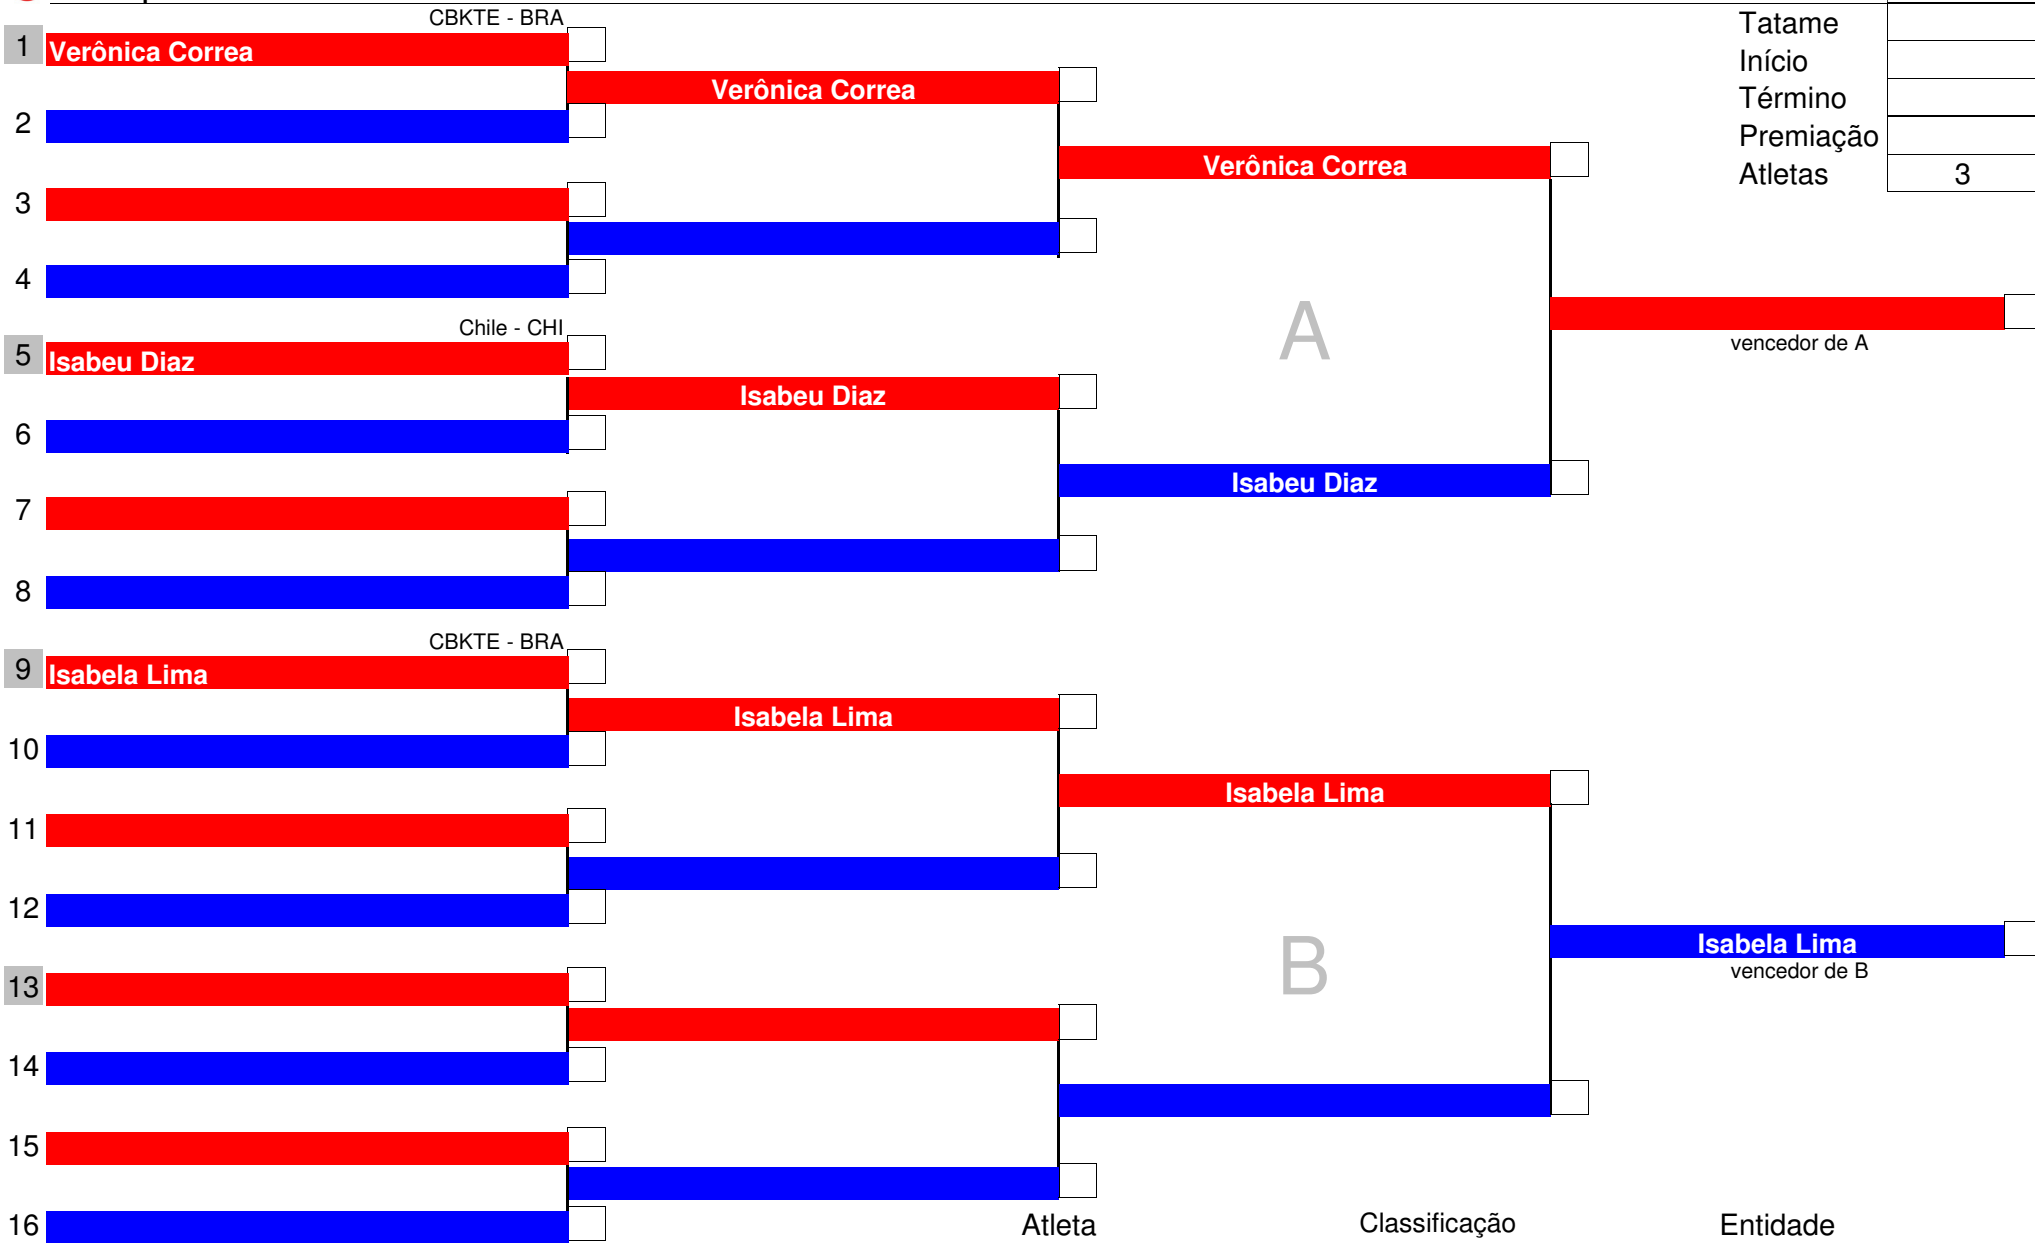 CBKTE - BRA
Tatame
1 Verônica Correa
Início
Verônica Correa
Término
2
Premiação
Verônica Correa
Atletas 3
3
4
Chile - CHI
A
vencedor de A
5 Isabeu Diaz
Isabeu Diaz
6
Isabeu Diaz
7
8
CBKTE - BRA
9 Isabela Lima
Isabela Lima
10
Isabela Lima
11
12
Isabela Lima
B
vencedor de B
13
14
15
16
Atleta Classificação Entidade